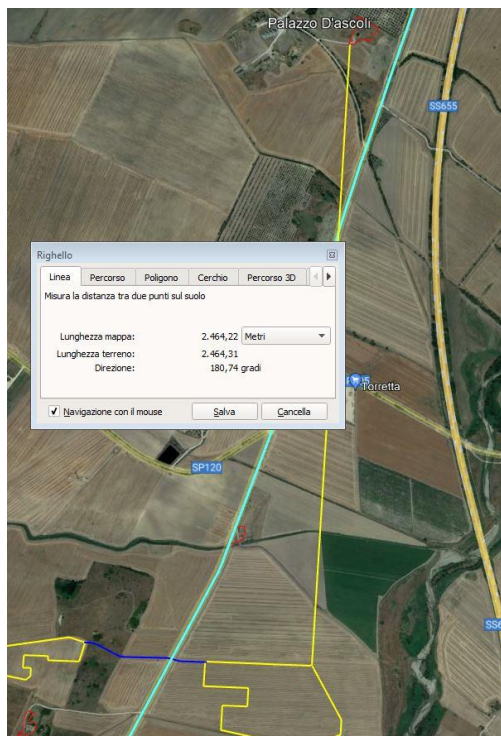 Palazzo D'ascoli
SS655
Righello
Linea Percorso Poligono Cerchio Percorso 3D
Misura la distanza tra due punti sul suolo
Lunghezza mappa: 2.464,22 Metri
Lunghezza terreno: 2.464,31
Direzione: 180,74 gradi
Navigazione con il mouse Salva Cancella
Torretta
SP120